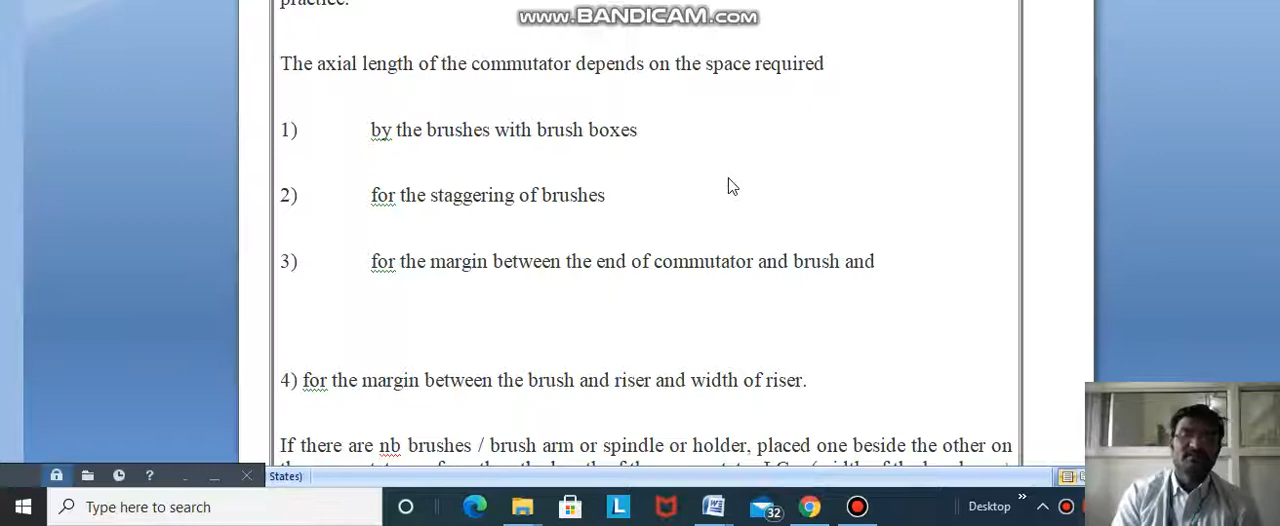 practice.
www.BANDICAM.com
The axial length of the commutator depends on the space required
1) by the brushes with brush boxes
2) for the staggering of brushes
3) for the margin between the end of commutator and brush and
4) for the margin between the brush and riser and width of riser.
If there are nb brushes / brush arm or spindle or holder, placed one beside the other on
States)
Type here to search
32
Desktop